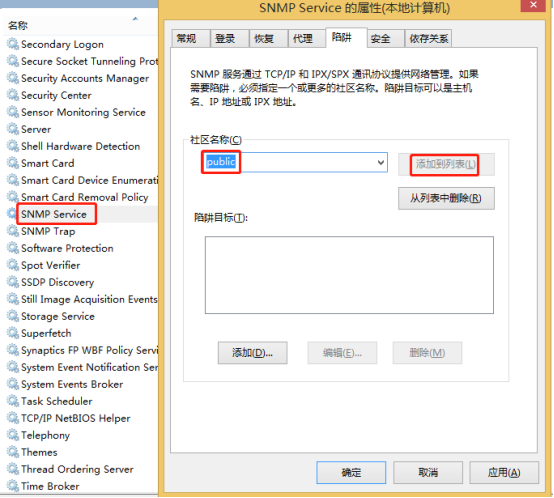 名称
Secondary Logon
Secure Socket Tunneling Prot
Security Accounts Manager
Security Center
Sensor Monitoring Service
Server
Shell Hardware Detection
Smart Card
Smart Card Device Enumerati
Smart Card Removal Policy
SNMP Service
SNMP Trap
Software Protection
Spot Verifier
SSDP Discovery
Still Image Acquisition Events
Storage Service
Superfetch
Synaptics FP WBF Policy Servi
System Event Notification Ser
System Events Broker
Task Scheduler
TCP/IP NetBIOS Helper
Telephony
Themes
Thread Ordering Server
Time Broker
SNMP Service 的属性(本地计算机)
常规 登录 恢复 代理 陷阱 安全 依存关系
SNMP 服务通过 TCP/IP 和 IPX/SPX 通讯协议提供网络管理。如果
需要陷阱，必须指定一个或更多的社区名称。陷阱目标可以是主机
名、IP 地址或 IPX 地址。
社区名称(C)
public
添加到列表(L)
从列表中删除(R)
陷阱目标(T):
添加(D)... 编辑(E)... 删除(M)
确定 取消 应用(A)